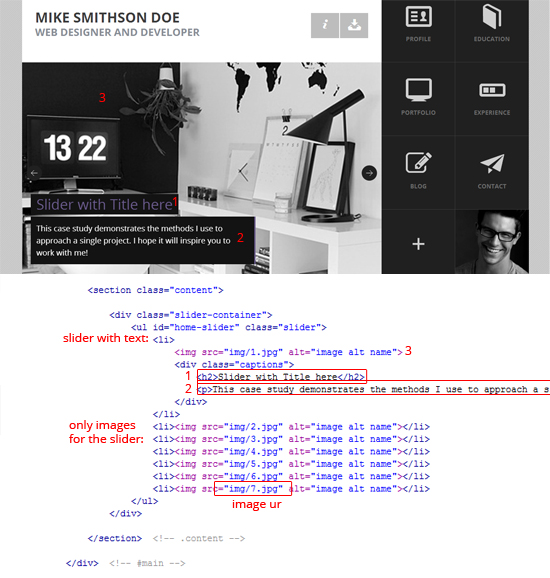 MIKE SMITHSON DOE
WEB DESIGNER AND DEVELOPER
i
PROFILE
EDUCATION
3
13 22
2
PORTFOLIO
EXPERIENCE
Slider with Title here 1
This case study demonstrates the methods I use to
approach a single project. I hope it will inspire you to 2
work with me!
BLOG
CONTACT
+
<section class="content">
<div class="slider-container">
<ul id="home-slider" class="slider">
slider with text: <li>
<img src="img/1.jpg" alt="image alt name"> 3
<div class="captions">
1 <h2>Slider with Title here</h2>
2 <p>This case study demonstrates the methods I use to approach a s
</div>
</li>
only images
for the slider:
<li><img src="img/2.jpg" alt="image alt name"></li>
<li><img src="img/3.jpg" alt="image alt name"></li>
<li><img src="img/4.jpg" alt="image alt name"></li>
<li><img src="img/5.jpg" alt="image alt name"></li>
<li><img src="img/6.jpg" alt="image alt name"></li>
<li><img src="img/7.jpg" alt="image alt name"></li>
</ul>
image ur
</div>
</section> <!-- .content -->
</div> <!-- #main -->